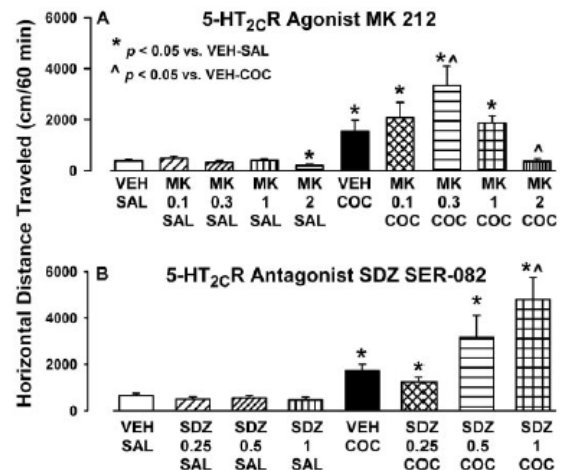 A 5-HT2CR Agonist MK 212
* p < 0.05 vs. VEH-SAL
^ p < 0.05 vs. VEH-COC
Horizontal Distance Traveled (cm/60 min)
6000
4000
2000
0
* * * *^ * ^
VEH MK MK MK MK VEH MK MK MK MK
SAL 0.1 0.3 1 2 COC 0.1 0.3 1 2
SAL SAL SAL SAL COC COC COC COC
B 5-HT2CR Antagonist SDZ SER-082
6000
4000
2000
0
* * * *^
VEH SDZ SDZ SDZ VEH SDZ SDZ SDZ
SAL 0.25 0.5 1 COC 0.25 0.5 1
SAL SAL SAL COC COC COC